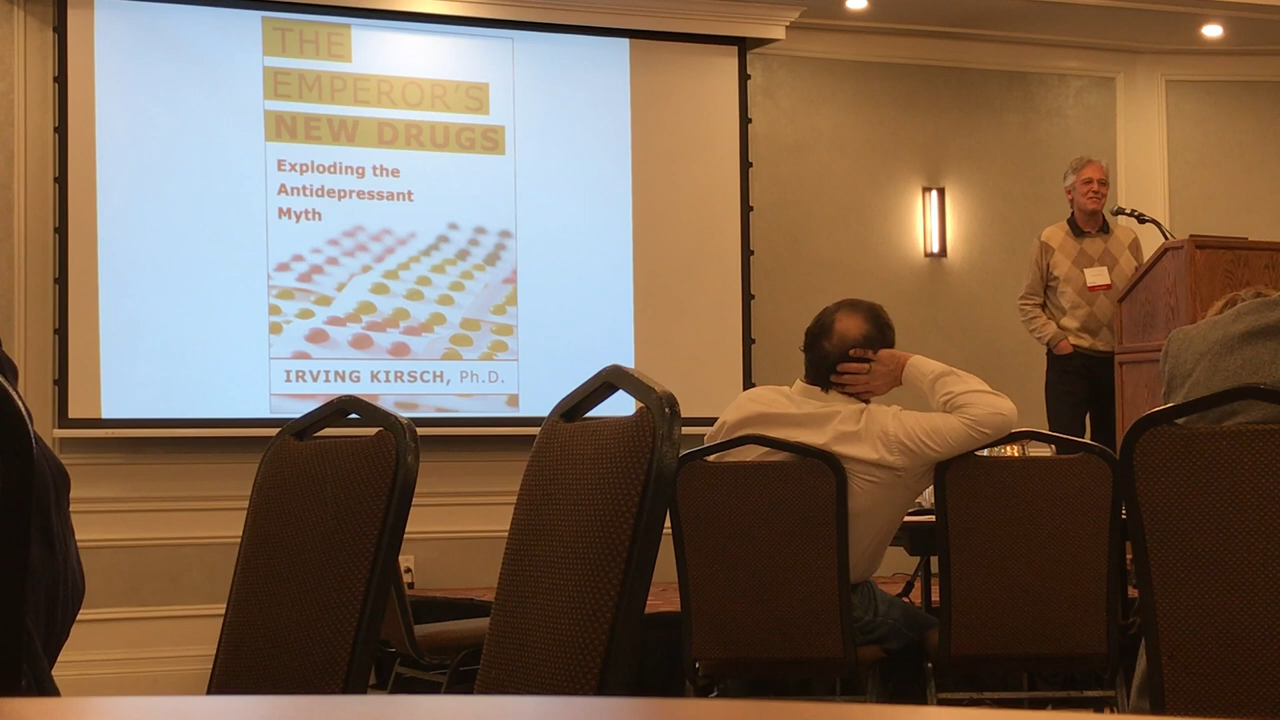 THE
EMPEROR'S
NEW DRUGS
Exploding the
Antidepressant
Myth
IRVING KIRSCH, Ph.D.